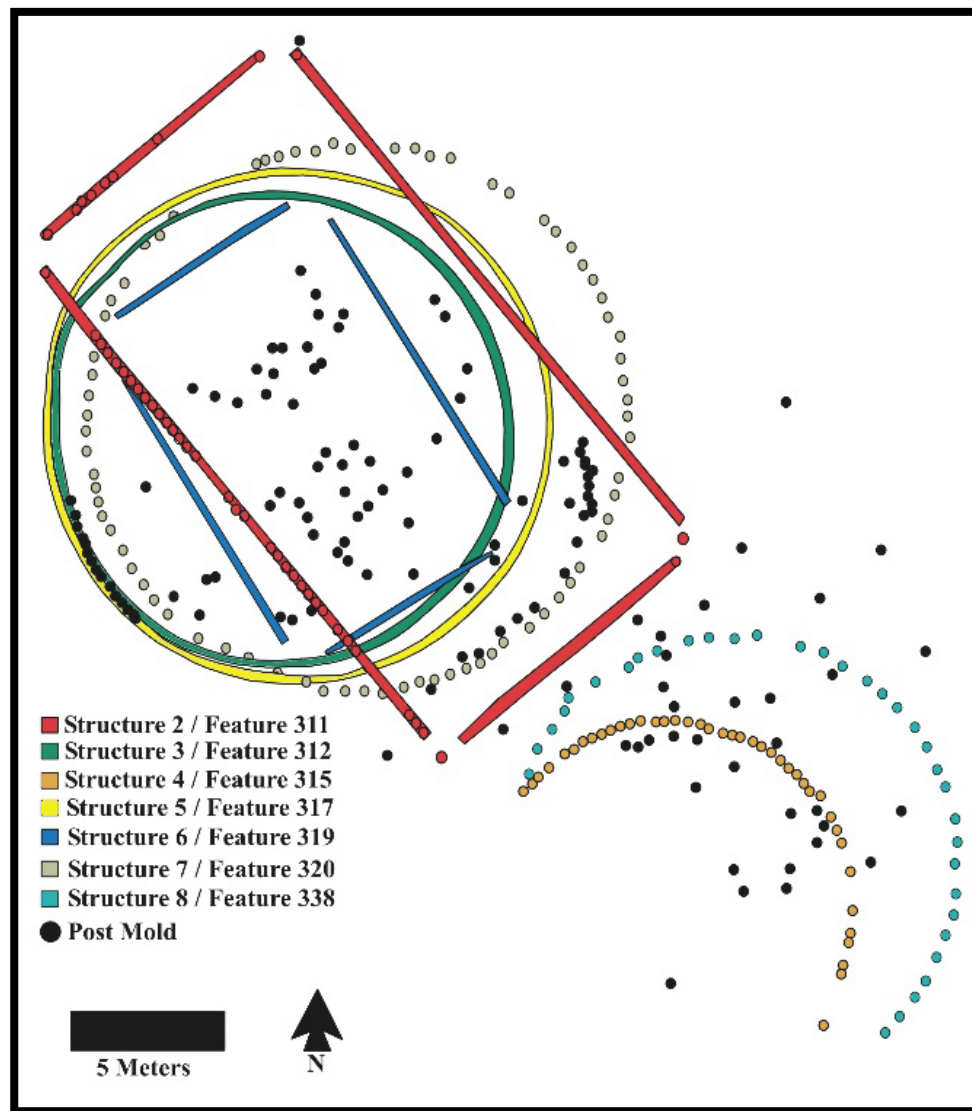 Structure 2 / Feature 311
Structure 3 / Feature 312
Structure 4 / Feature 315
Structure 5 / Feature 317
Structure 6 / Feature 319
Structure 7 / Feature 320
Structure 8 / Feature 338
Post Mold
5 Meters
N